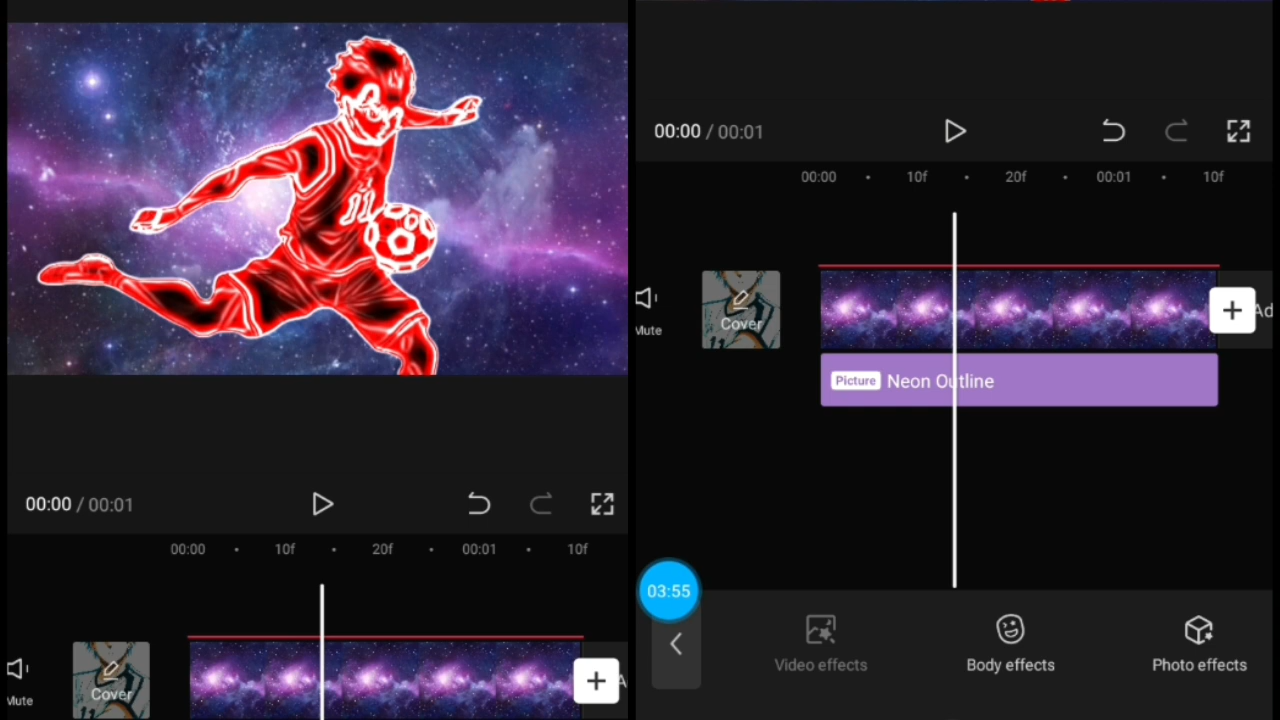 11
00:00 / 00:01
00:00 10f 20f 00:01 10f
Mute
Cover
A
00:00 / 00:01
00:00 10f 20f 00:01 10f
Mute
Cover
Ad
Picture Neon Outline
03:55
Video effects Body effects Photo effects